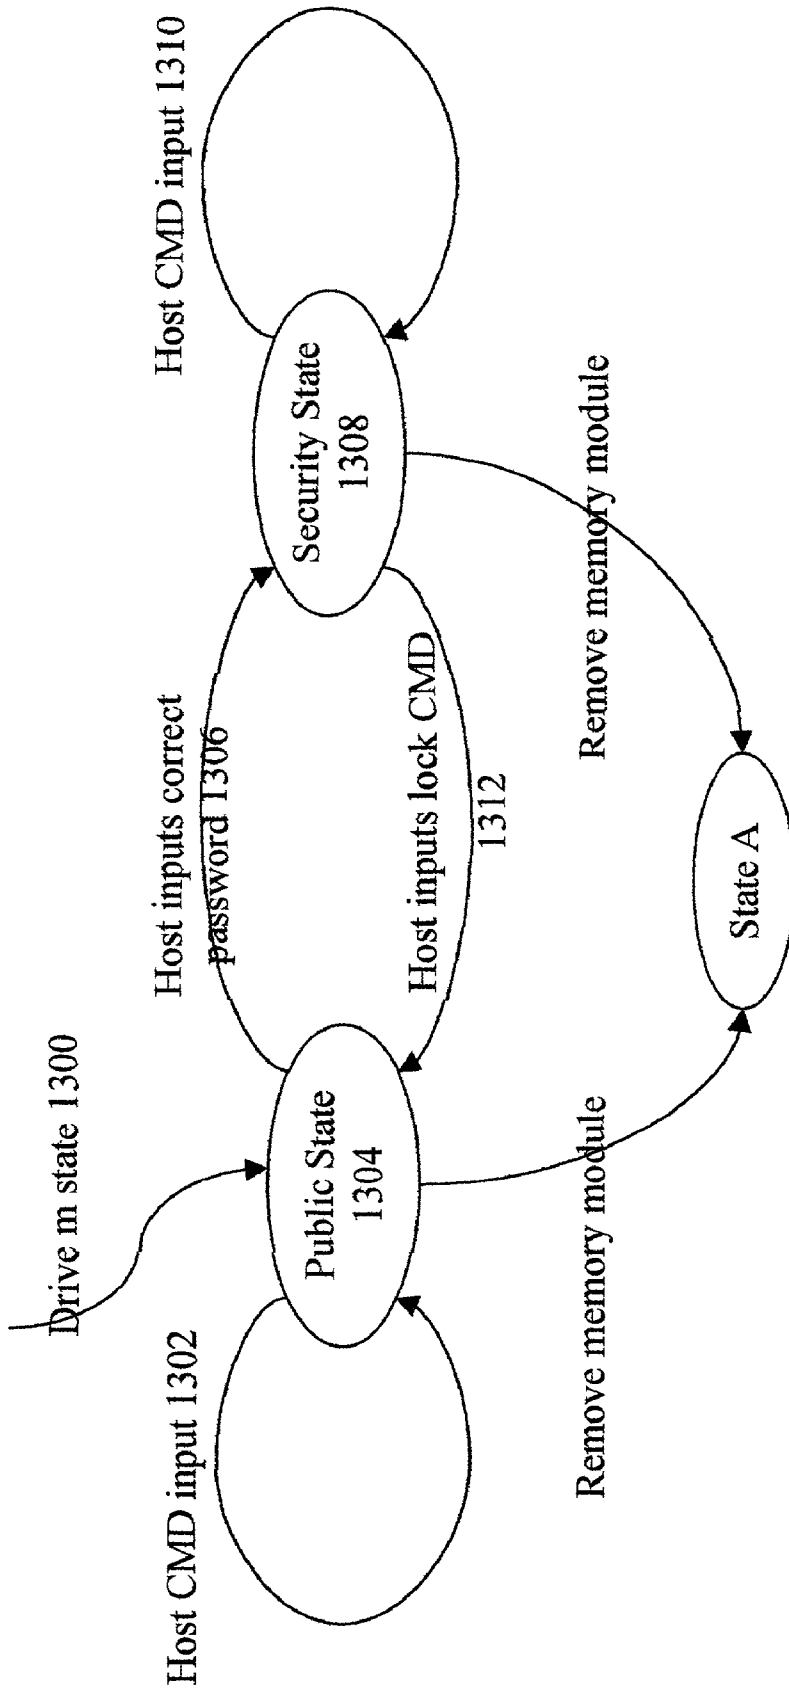 Drive m state 1300
Host CMD input 1302
Host inputs correct
password 1306
Host CMD input 1310
Public State
1304
Security State
1308
Host inputs lock CMD
1312
Remove memory module
Remove memory module
State A